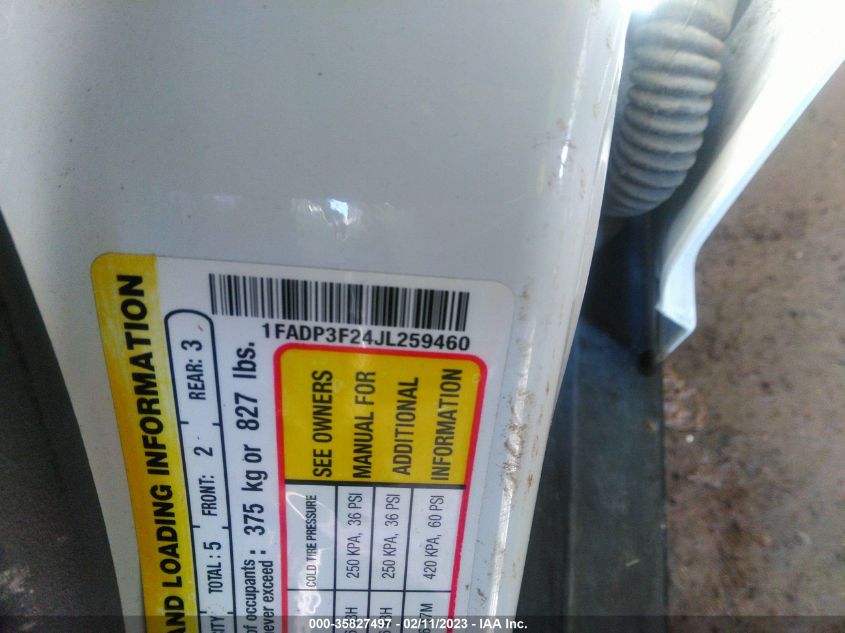 1FADP3F24JL259460
AND LOADING INFORMATION
TOTAL : 5 FRONT: 2 REAR: 3
of occupants : 375 kg or 827 lbs.
never exceed :
COLD TIRE PRESSURE
SEE OWNERS
MANUAL FOR
ADDITIONAL
INFORMATION
250 KPA, 36 PSI
250 KPA, 36 PSI
420 KPA, 60 PSI
000-35827497 - 02/11/2023 - IAA Inc.